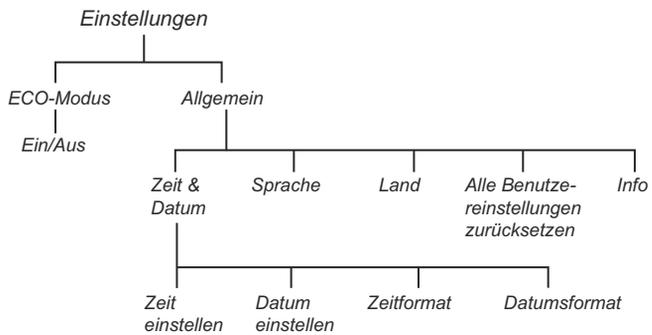 Einstellungen
ECO-Modus
Allgemein
Ein/Aus
Zeit &
Datum
Sprache
Land
Alle Benutze-
reinstellungen
zurücksetzen
Info
Zeit
einstellen
Datum
einstellen
Zeitformat
Datumsformat